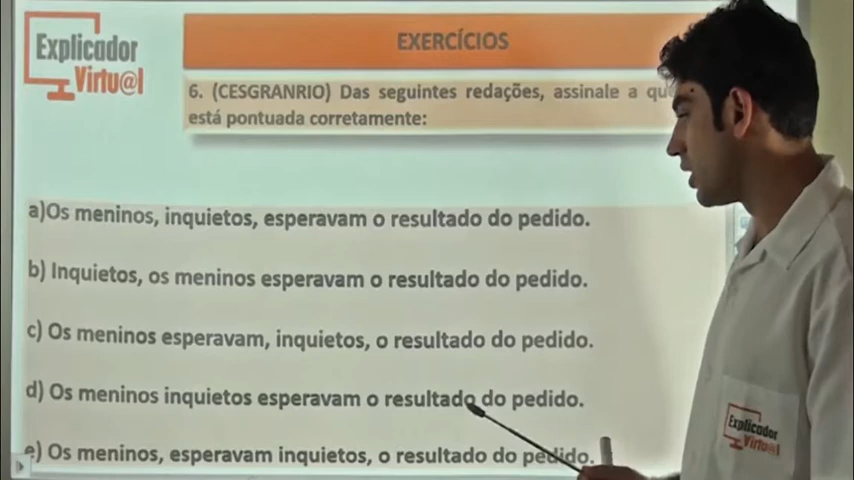 Explicador
Virtu@l
EXERCÍCIOS
6. (CESGRANRIO) Das seguintes redações, assinale a
está pontuada corretamente:
a)Os meninos, inquietos, esperavam o resultado do pedido.
b) Inquietos, os meninos esperavam o resultado do pedido.
c) Os meninos esperavam, inquietos, o resultado do pedido.
d) Os meninos inquietos esperavam o resultado do pedido.
e) Os meninos, esperavam inquietos, o resultado do pedido.
Explicador
Virtu@l